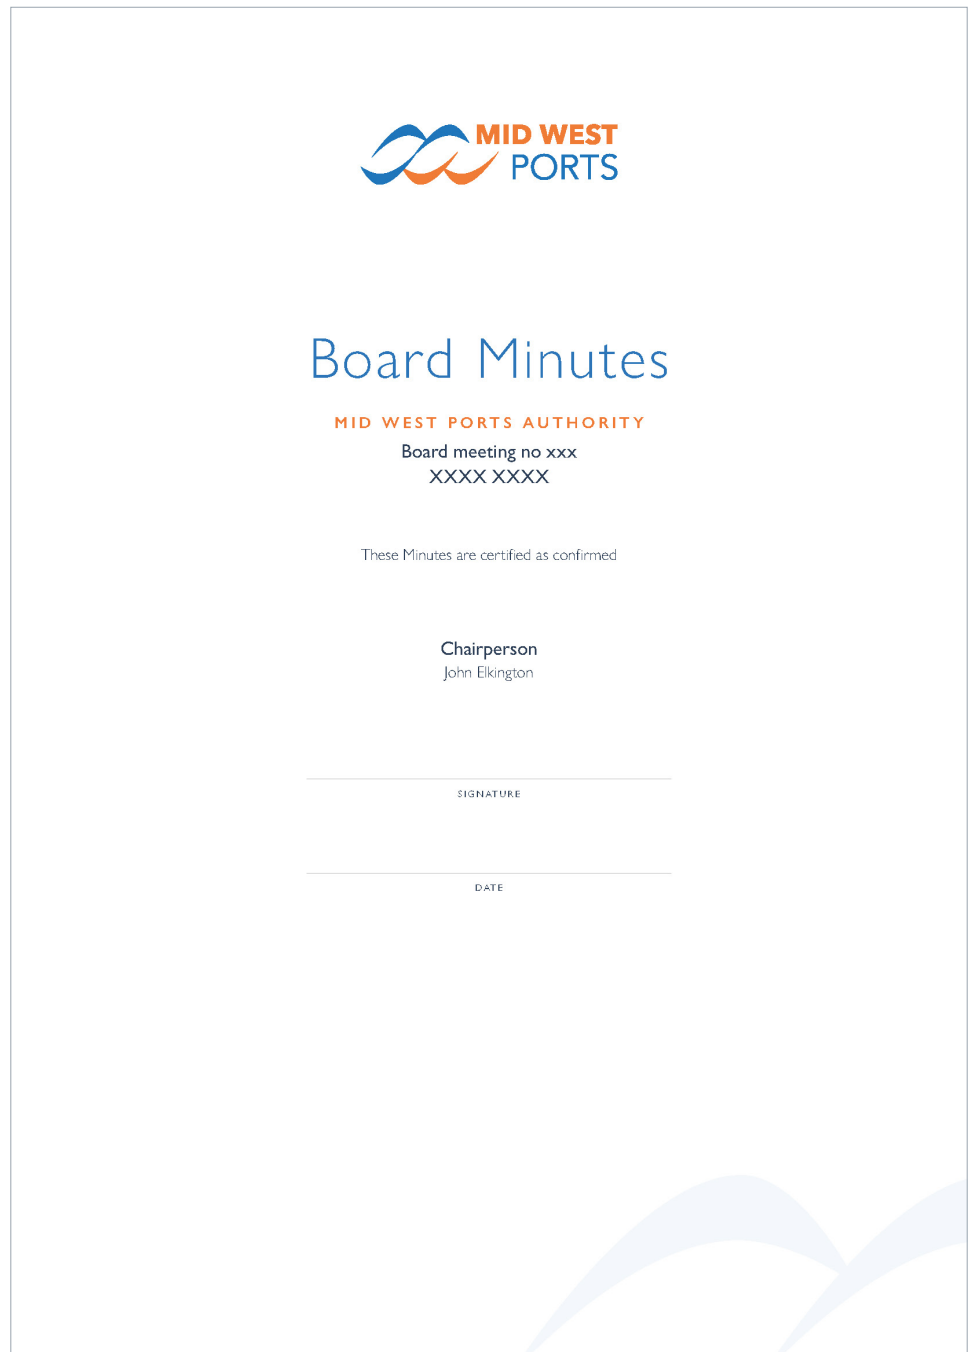 MID WEST
PORTS
Board Minutes
MID WEST PORTS AUTHORITY
Board meeting no xxx
XXXX XXXX
These Minutes are certified as confirmed
Chairperson
John Elkington
SIGNATURE
DATE